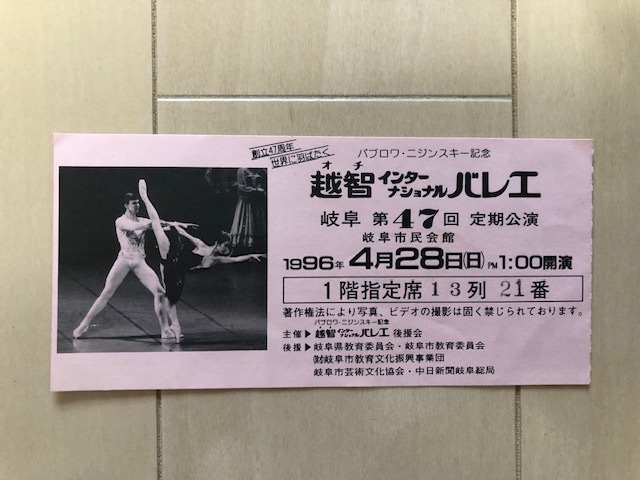 創立47周年
世界に羽ばたく
パブロワ・ニジンスキー記念
オチ
越智インターナショナルバレエ
岐阜 第47回 定期公演
岐阜市民会館
1996年 4月28日(日) PM1:00開演
1階指定席 13列 21番
著作権法により写真、ビデオの撮影は固く禁じられております。
パブロワ・ニジンスキー記念
主催▶越智インターナショナルバレエ 後援会
後援▶岐阜県教育委員会・岐阜市教育委員会
㈶岐阜市教育文化振興事業団
岐阜市芸術文化協会・中日新聞岐阜総局